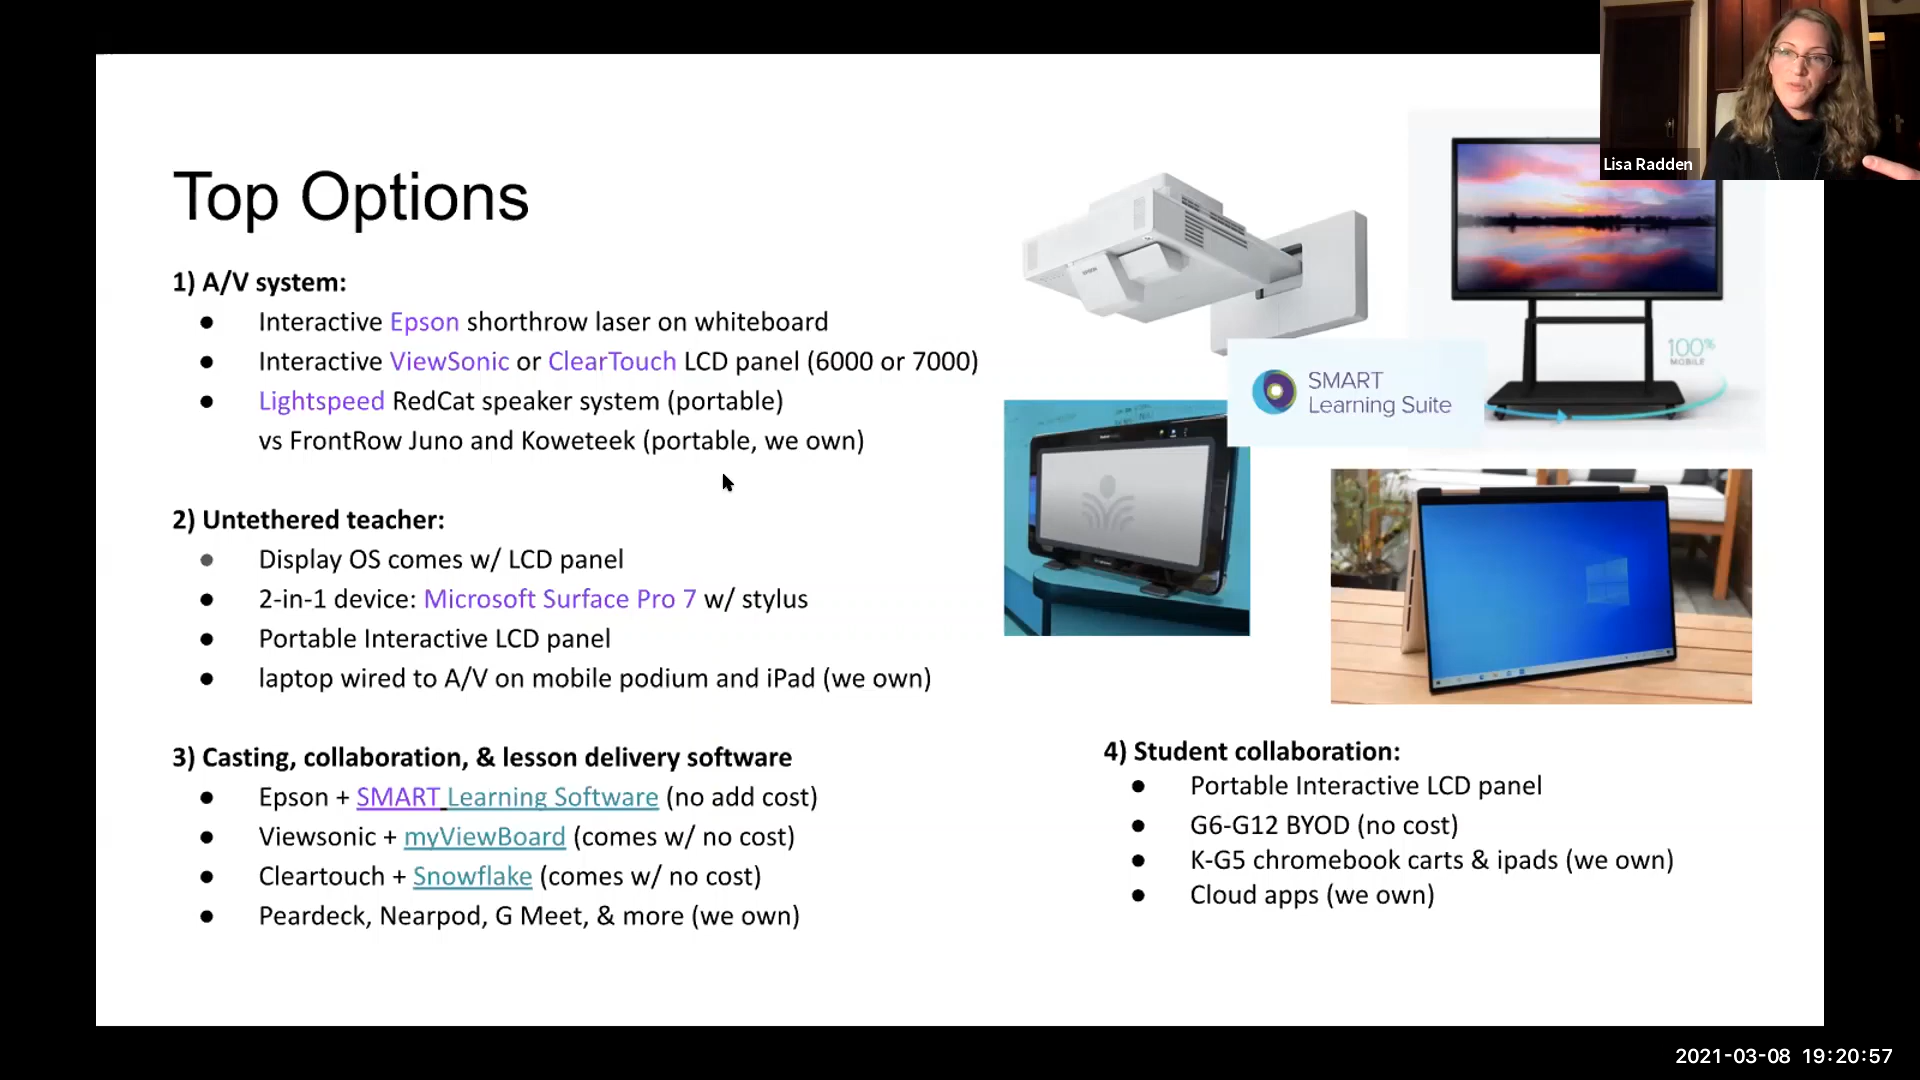 Lisa Radden
Top Options
1) A/V system:
● Interactive Epson shorthrow laser on whiteboard
● Interactive ViewSonic or ClearTouch LCD panel (6000 or 7000)
● Lightspeed RedCat speaker system (portable)
vs FrontRow Juno and Koweteek (portable, we own)
2) Untethered teacher:
● Display OS comes w/ LCD panel
● 2-in-1 device: Microsoft Surface Pro 7 w/ stylus
● Portable Interactive LCD panel
● laptop wired to A/V on mobile podium and iPad (we own)
3) Casting, collaboration, & lesson delivery software
● Epson + SMART Learning Software (no add cost)
● Viewsonic + myViewBoard (comes w/ no cost)
● Cleartouch + Snowflake (comes w/ no cost)
● Peardeck, Nearpod, G Meet, & more (we own)
EPSON
100%
MOBILE
SMART
Learning Suite
4) Student collaboration:
● Portable Interactive LCD panel
● G6-G12 BYOD (no cost)
● K-G5 chromebook carts & ipads (we own)
● Cloud apps (we own)
2021-03-08 19:20:57